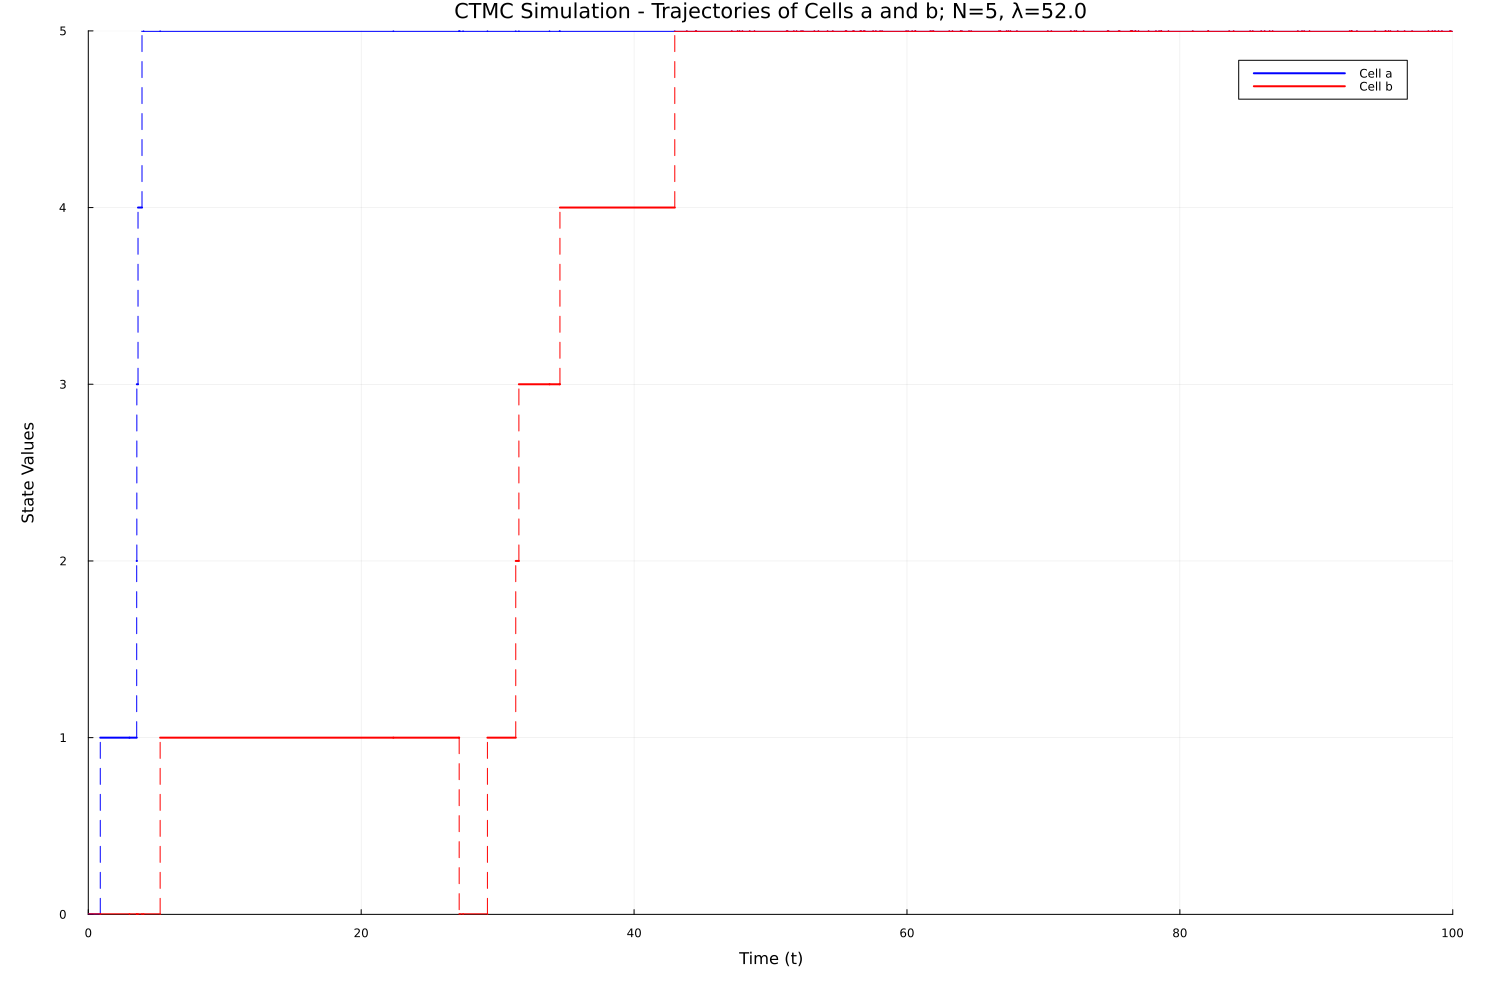 CTMC Simulation - Trajectories of Cells a and b; N=5, λ=52.0
5
Cell a
Cell b
4
3
State Values
2
1
0
0 20 40 60 80 100
Time (t)